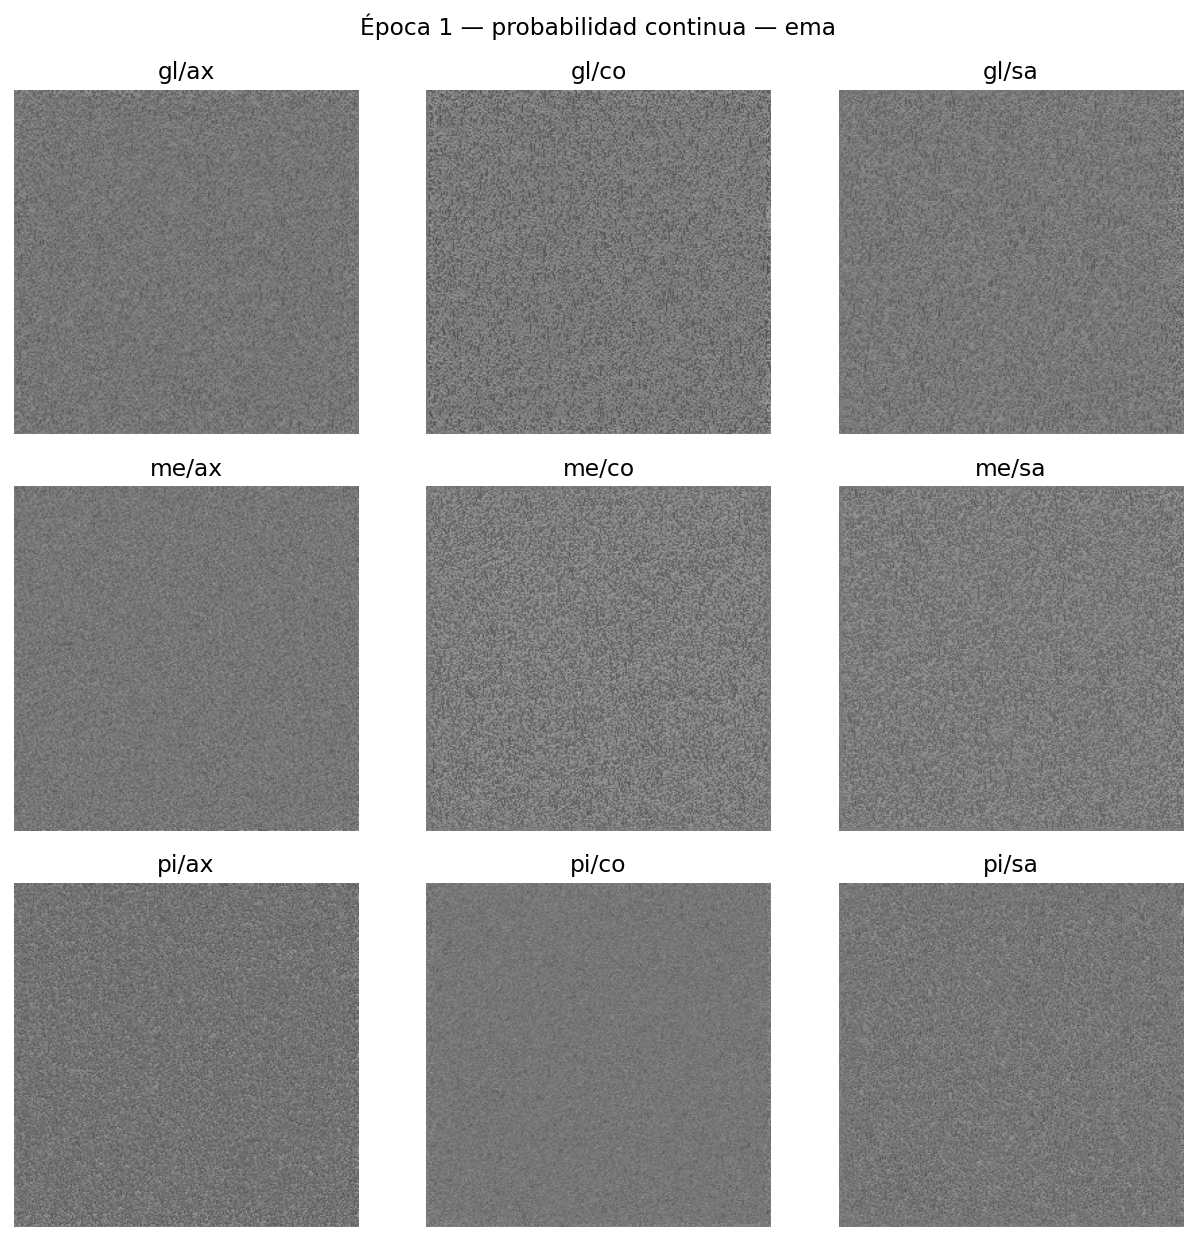 Época 1 — probabilidad continua — ema
gl/ax
gl/co
gl/sa
me/ax
me/co
me/sa
pi/ax
pi/co
pi/sa